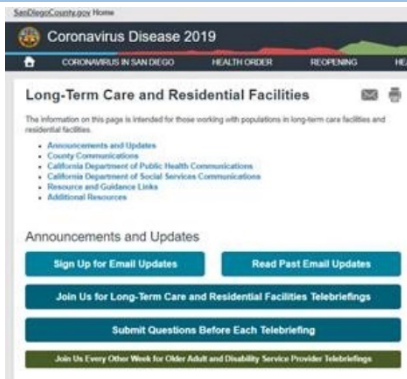 SanDiegoCounty.gov Home
Coronavirus Disease 2019
CORONAVIRUS IN SAN DIEGO HEALTH ORDER REOPENING HE
Long-Term Care and Residential Facilities
The information on this page is intended for those working with populations in long-term care facilities and
residential facilities.
Announcements and Updates
County Communications
California Department of Public Health Communications
California Department of Social Services Communications
Resource and Guidance Links
Additional Resources
Announcements and Updates
Sign Up for Email Updates Read Past Email Updates
Join Us for Long-Term Care and Residential Facilities Telebriefings
Submit Questions Before Each Telebriefing
Join Us Every Other Week for Older Adult and Disability Service Provider Telebriefings